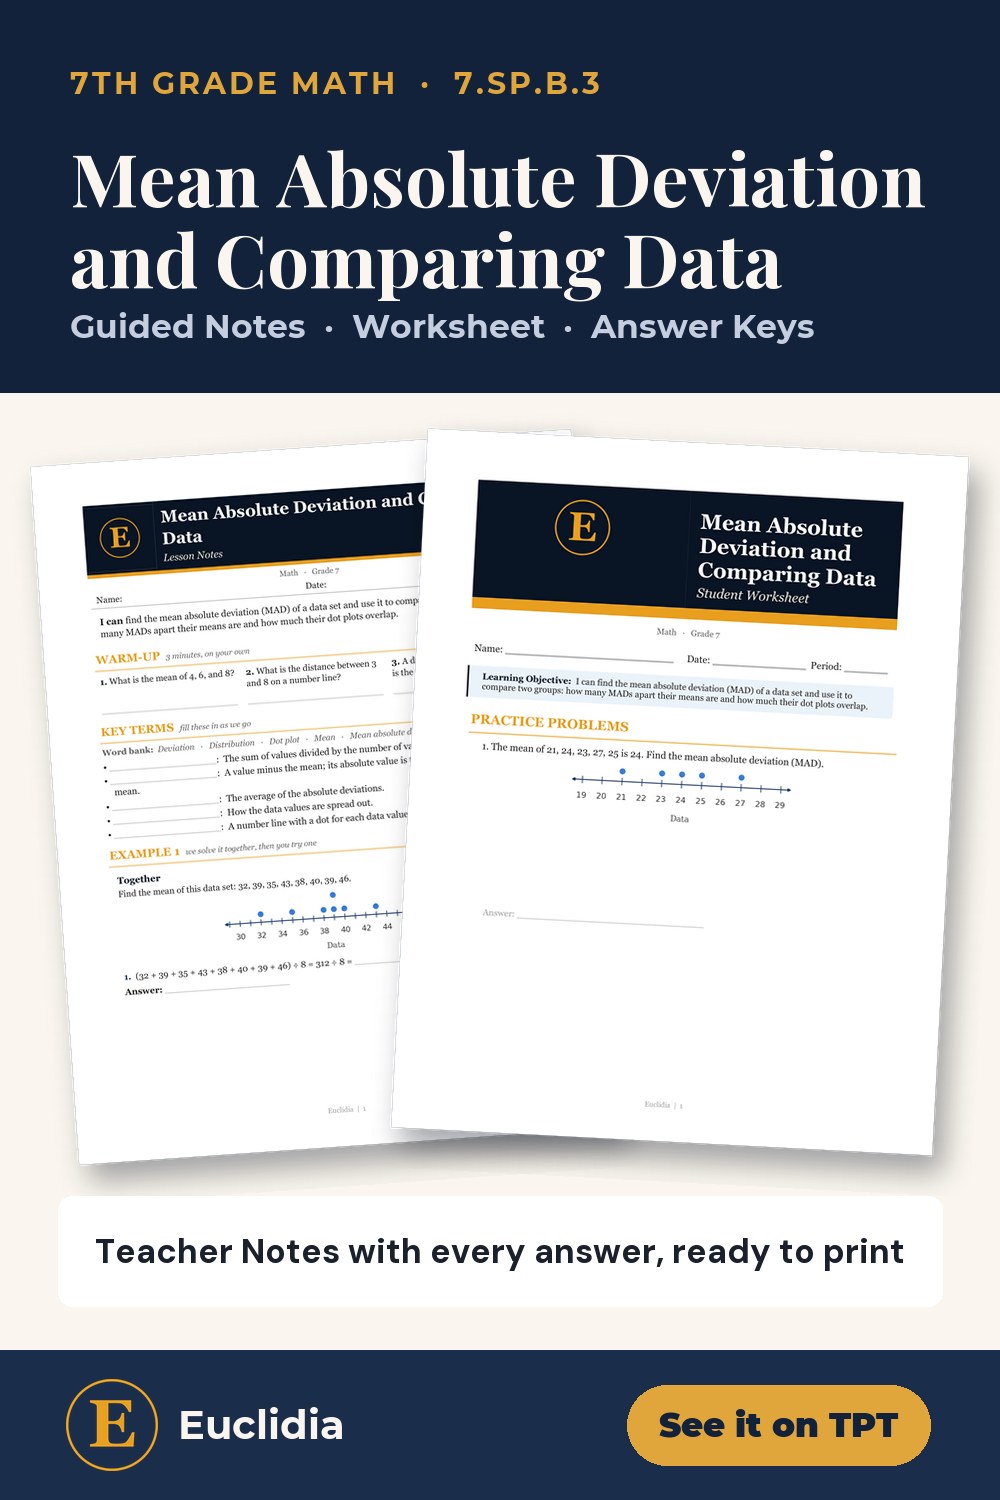 7TH GRADE MATH · 7.SP.B.3
Mean Absolute Deviation
and Comparing Data
Guided Notes · Worksheet · Answer Keys
E
Mean Absolute Deviation and
Data
Lesson Notes
Math · Grade 7
Name:
Date:
I can find the mean absolute deviation (MAD) of a data set and use it to
many MADs apart their means are and how much their dot plots overlap.
WARM-UP 3 minutes, on your own
1. What is the mean of 4, 6, and 8?
2. What is the distance between 3
and 8 on a number line?
3. A
is the
KEY TERMS fill these in as we go
Word bank: Deviation · Distribution · Dot plot · Mean · Mean absolute
• : The sum of values divided by the number of
• : A value minus the mean; its absolute value is
mean.
• : The average of the absolute deviations.
• : How the data values are spread out.
• : A number line with a dot for each data value
EXAMPLE 1 we solve it together, then you try one
Together
Find the mean of this data set: 32, 39, 35, 43, 38, 40, 39, 46.
30 32 34 36 38 40 42 44
Data
1. (32 + 39 + 35 + 43 + 38 + 40 + 39 + 46) ÷ 8 = 312 ÷ 8 =
Answer:
Euclidia | 1
E
Mean Absolute
Deviation and
Comparing Data
Student Worksheet
Math · Grade 7
Name: Date: Period:
Learning Objective: I can find the mean absolute deviation (MAD) of a data set and use it to
compare two groups: how many MADs apart their means are and how much their dot plots overlap.
PRACTICE PROBLEMS
1. The mean of 21, 24, 23, 27, 25 is 24. Find the mean absolute deviation (MAD).
19 20 21 22 23 24 25 26 27 28 29
Data
Answer:
Euclidia | 1
Teacher Notes with every answer, ready to print
E
Euclidia
See it on TPT